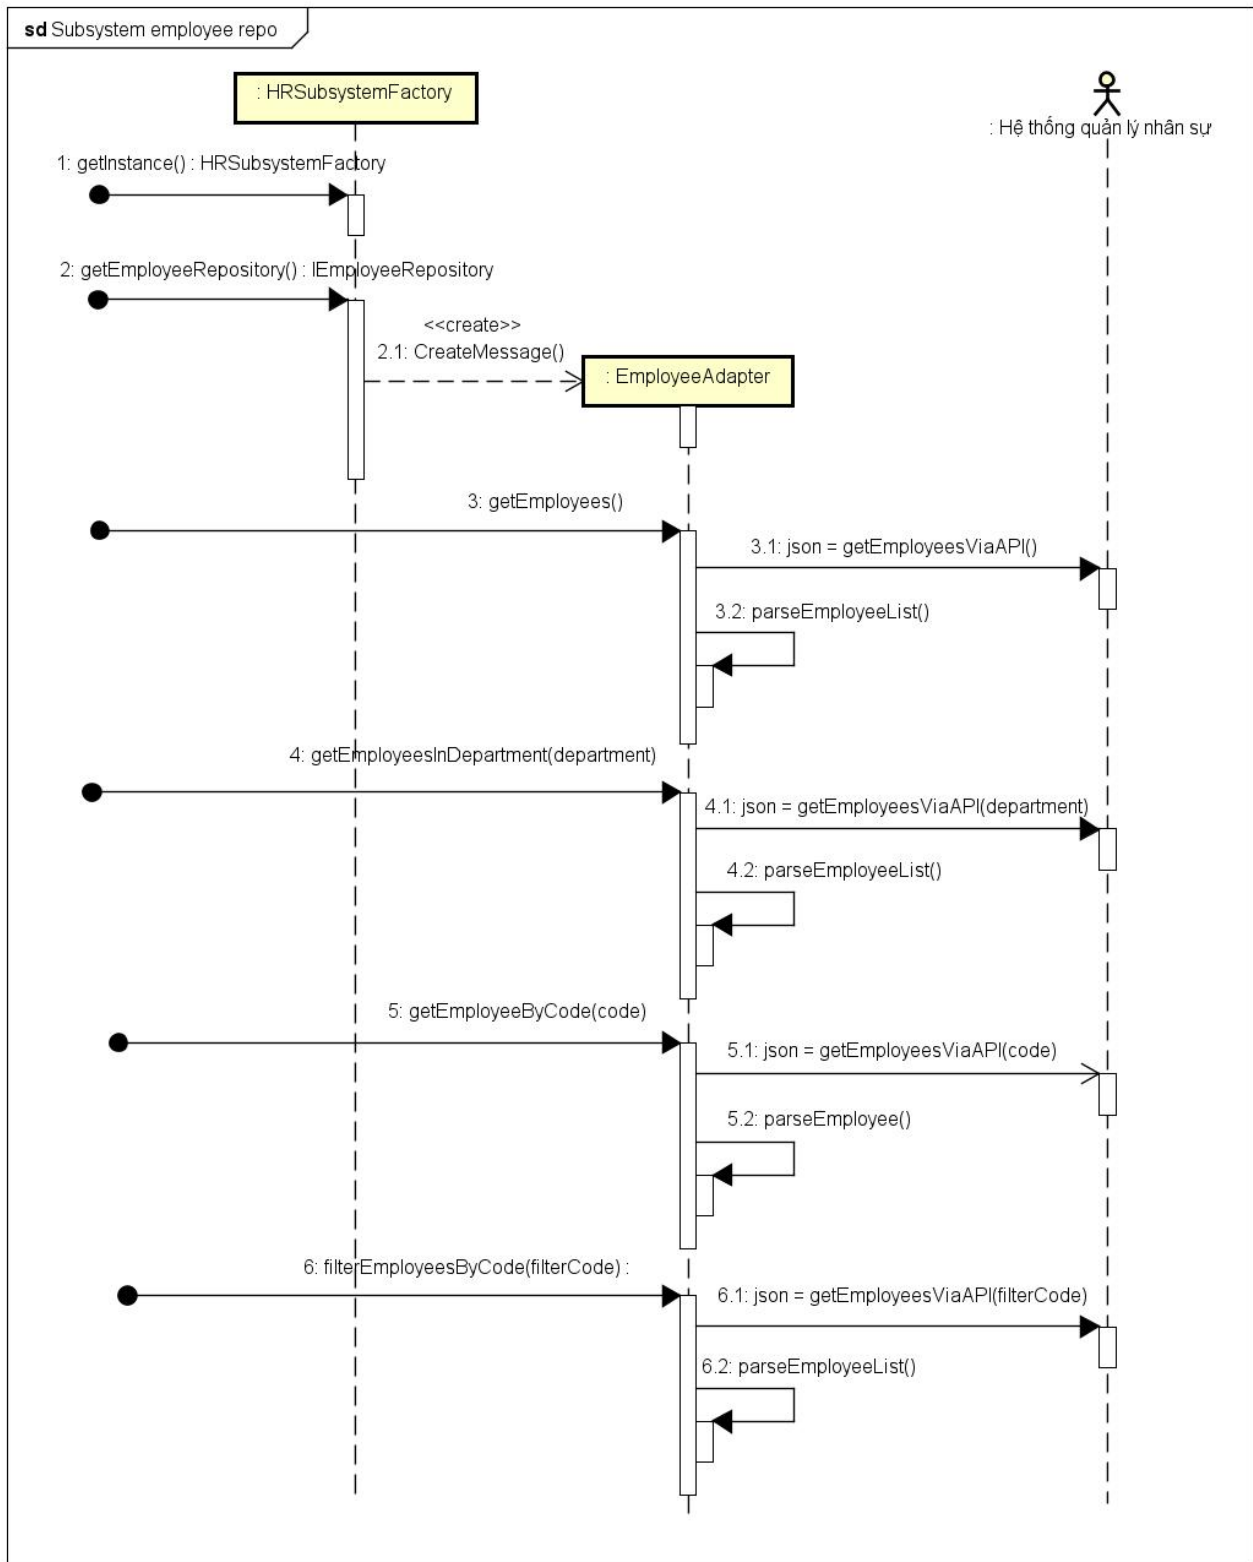 sd Subsystem employee repo
: HRSubsystemFactory
: Hệ thống quản lý nhân sự
1: getInstance() : HRSubsystemFactory
2: getEmployeeRepository() : IEmployeeRepository
<<create>>
2.1: CreateMessage()
: EmployeeAdapter
3: getEmployees()
3.1: json = getEmployeesViaAPI()
3.2: parseEmployeeList()
4: getEmployeesInDepartment(department)
4.1: json = getEmployeesViaAPI(department)
4.2: parseEmployeeList()
5: getEmployeeByCode(code)
5.1: json = getEmployeesViaAPI(code)
5.2: parseEmployee()
6: filterEmployeesByCode(filterCode) :
6.1: json = getEmployeesViaAPI(filterCode)
6.2: parseEmployeeList()